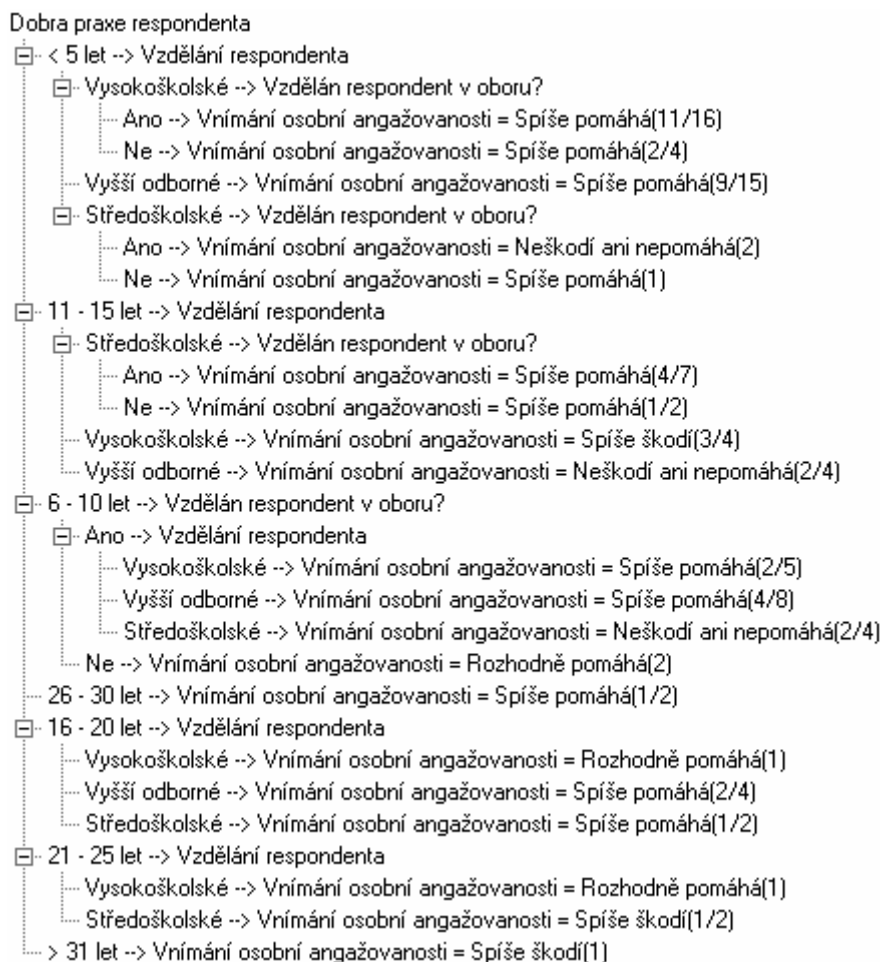 Dobra praxe respondenta
< 5 let --> Vzdělání respondenta
Vysokoškolské --> Vzdělán respondent v oboru?
Ano --> Vnímání osobní angažovanosti = Spíše pomáhá(11/16)
Ne --> Vnímání osobní angažovanosti = Spíše pomáhá(2/4)
Vyšší odborné --> Vnímání osobní angažovanosti = Spíše pomáhá(9/15)
Středoškolské --> Vzdělán respondent v oboru?
Ano --> Vnímání osobní angažovanosti = Neškodí ani nepomáhá(2)
Ne --> Vnímání osobní angažovanosti = Spíše pomáhá(1)
11 - 15 let --> Vzdělání respondenta
Středoškolské --> Vzdělán respondent v oboru?
Ano --> Vnímání osobní angažovanosti = Spíše pomáhá(4/7)
Ne --> Vnímání osobní angažovanosti = Spíše pomáhá(1/2)
Vysokoškolské --> Vnímání osobní angažovanosti = Spíše škodí(3/4)
Vyšší odborné --> Vnímání osobní angažovanosti = Neškodí ani nepomáhá(2/4)
6 - 10 let --> Vzdělán respondent v oboru?
Ano --> Vzdělání respondenta
Vysokoškolské --> Vnímání osobní angažovanosti = Spíše pomáhá(2/5)
Vyšší odborné --> Vnímání osobní angažovanosti = Spíše pomáhá(4/8)
Středoškolské --> Vnímání osobní angažovanosti = Neškodí ani nepomáhá(2/4)
Ne --> Vnímání osobní angažovanosti = Rozhodně pomáhá(2)
26 - 30 let --> Vnímání osobní angažovanosti = Spíše pomáhá(1/2)
16 - 20 let --> Vzdělání respondenta
Vysokoškolské --> Vnímání osobní angažovanosti = Rozhodně pomáhá(1)
Vyšší odborné --> Vnímání osobní angažovanosti = Spíše pomáhá(2/4)
Středoškolské --> Vnímání osobní angažovanosti = Spíše pomáhá(1/2)
21 - 25 let --> Vzdělání respondenta
Vysokoškolské --> Vnímání osobní angažovanosti = Rozhodně pomáhá(1)
Středoškolské --> Vnímání osobní angažovanosti = Spíše škodí(1/2)
> 31 let --> Vnímání osobní angažovanosti = Spíše škodí(1)